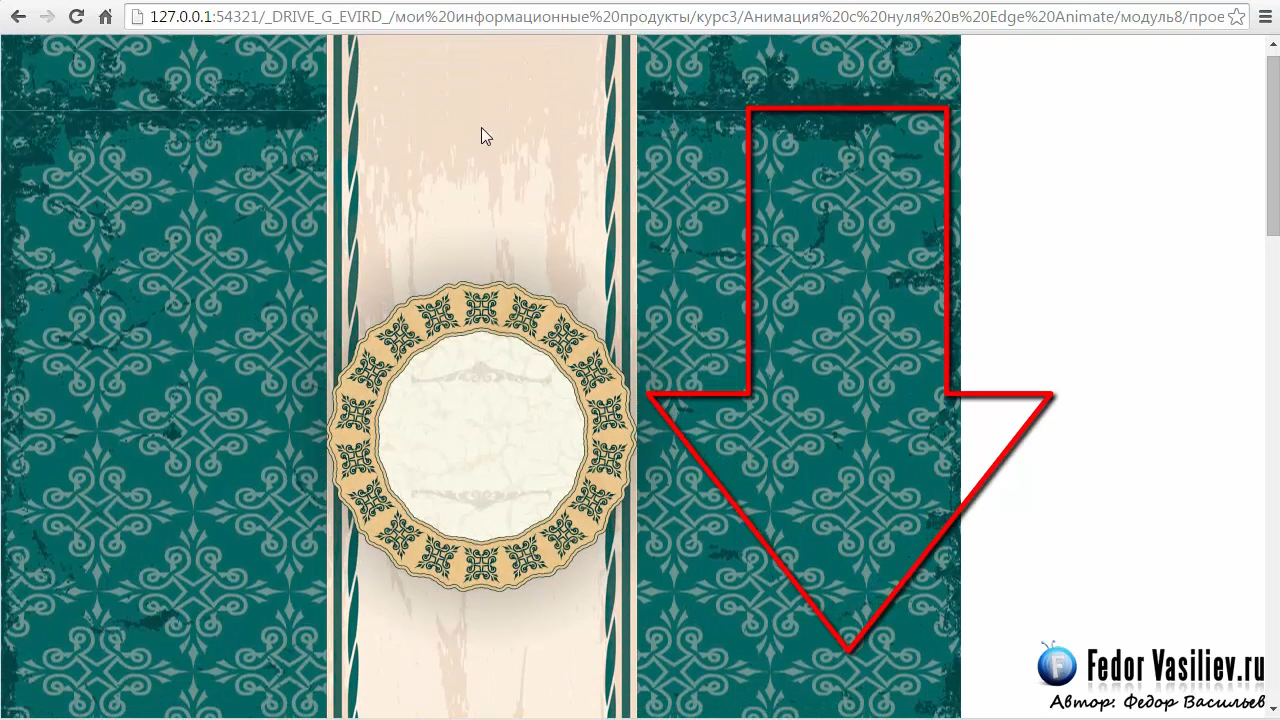 127.0.0.1:54321/_DRIVE_G_EVIRD_/мои%20информационные%20продукты/курс3/Анимация%20с%20нуля%20в%20Edge%20Animate/модуль8/прое
F Fedor Vasiliev.ru
Автор: Федор Васильев